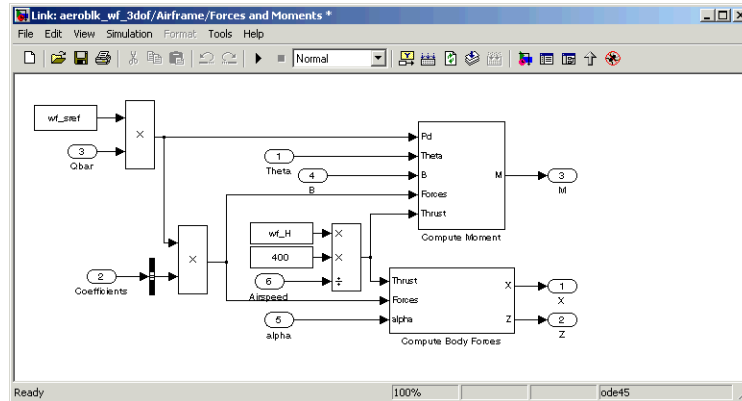 Link: aeroblk_wf_3dof/Airframe/Forces and Moments *
File Edit View Simulation Format Tools Help
Normal
wf_sref
3
Qbar
2
Coefficients
1
Theta
4
B
wf_H
400
6
Airspeed
5
alpha
Pd
Theta
B
Forces
Thrust
M
Compute Moment
3
M
Thrust
Forces
alpha
X
Z
Compute Body Forces
1
X
2
Z
Ready 100% ode45